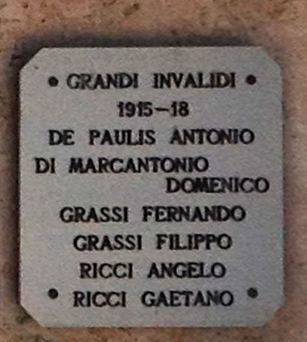 GRANDI INVALIDI
1915-18
DE PAULIS ANTONIO
DI MARCANTONIO
DOMENICO
GRASSI FERNANDO
GRASSI FILIPPO
RICCI ANGELO
RICCI GAETANO